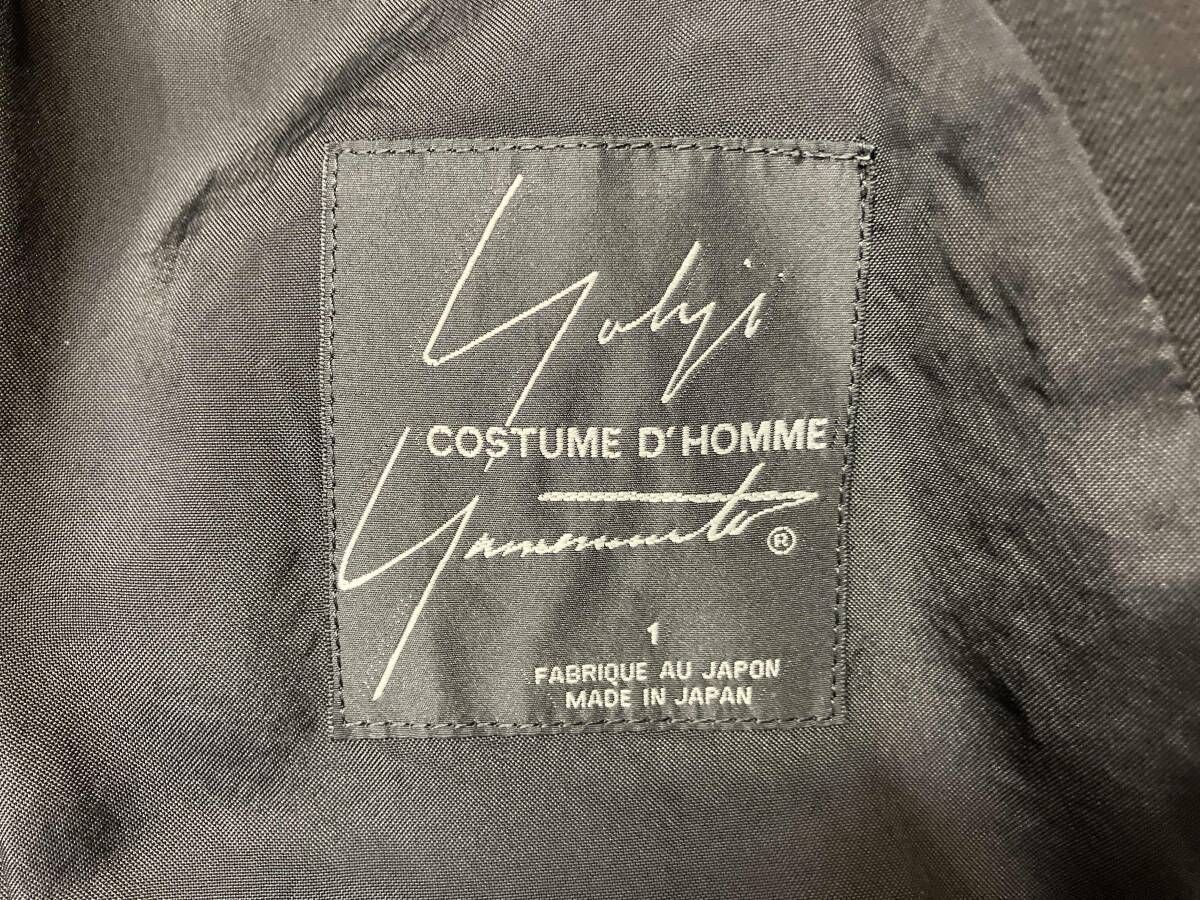 Yohji
COSTUME D'HOMME
Yamamoto ®
1
FABRIQUE AU JAPON
MADE IN JAPAN